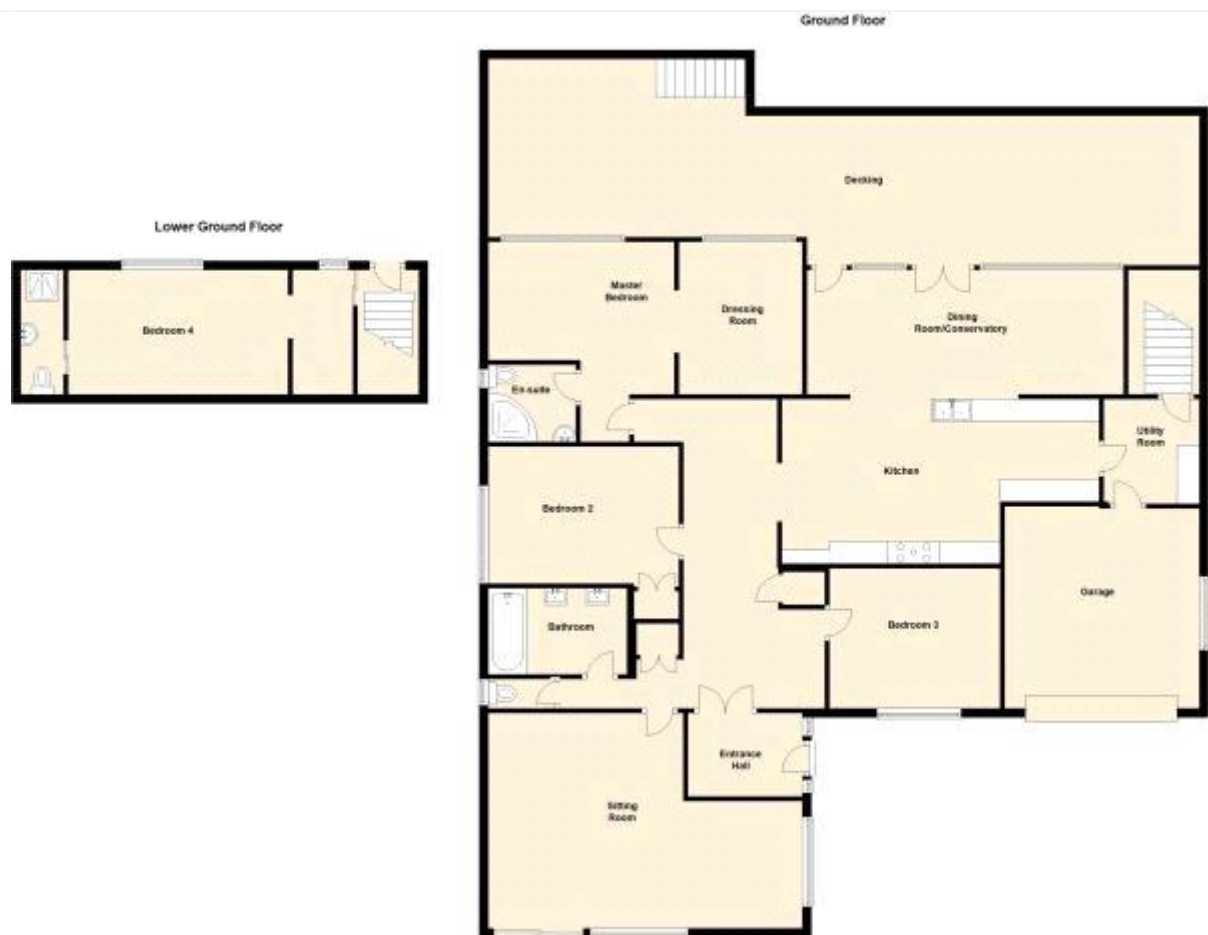 Ground Floor
Decking
Lower Ground Floor
Bedroom 4
Master
Bedroom
Dressing
Room
Dining
Room/Conservatory
En-suite
Utility
Room
Kitchen
Bedroom 2
Garage
Bathroom
Bedroom 3
Entrance
Hall
Sitting
Room